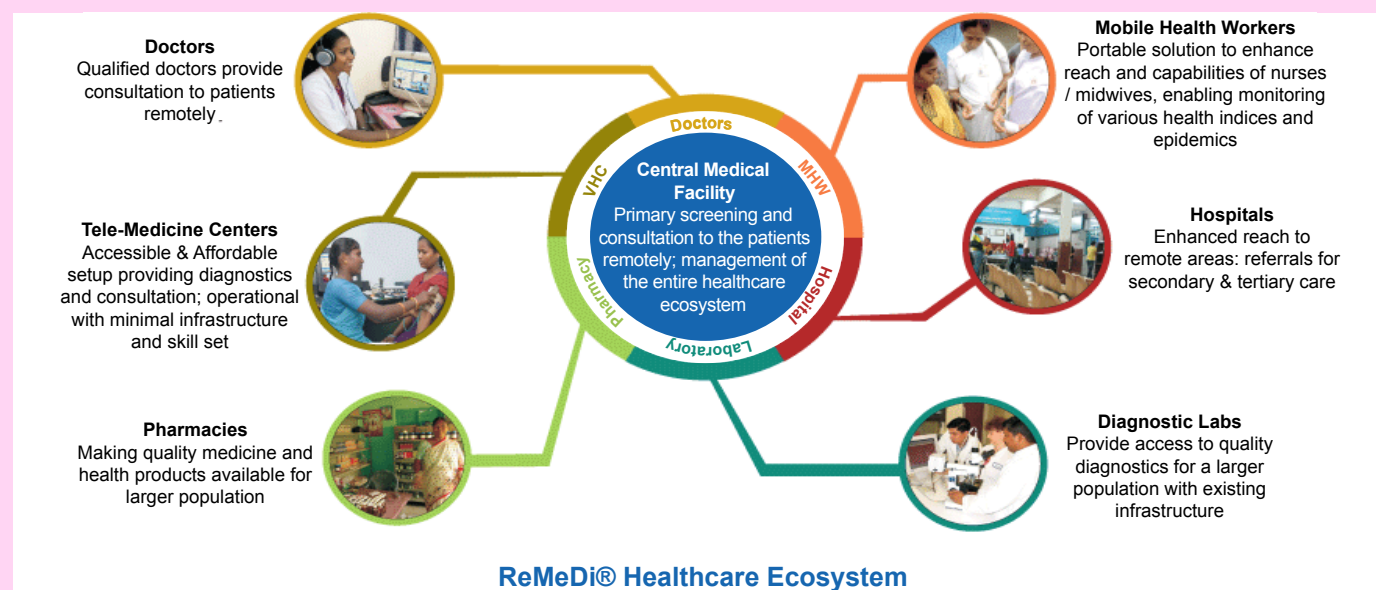 Doctors
Qualified doctors provide
consultation to patients
remotely
Tele-Medicine Centers
Accessible & Affordable
setup providing diagnostics
and consultation; operational
with minimal infrastructure
and skill set
Pharmacies
Making quality medicine and
health products available for
larger population
Doctors
MHW
Hospital
Laboratory
Pharmacy
VHC
Central Medical
Facility
Primary screening and
consultation to the patients
remotely; management of
the entire healthcare
ecosystem
Mobile Health Workers
Portable solution to enhance
reach and capabilities of nurses
/ midwives, enabling monitoring
of various health indices and
epidemics
Hospitals
Enhanced reach to
remote areas: referrals for
secondary & tertiary care
Diagnostic Labs
Provide access to quality
diagnostics for a larger
population with existing
infrastructure
ReMeDi® Healthcare Ecosystem